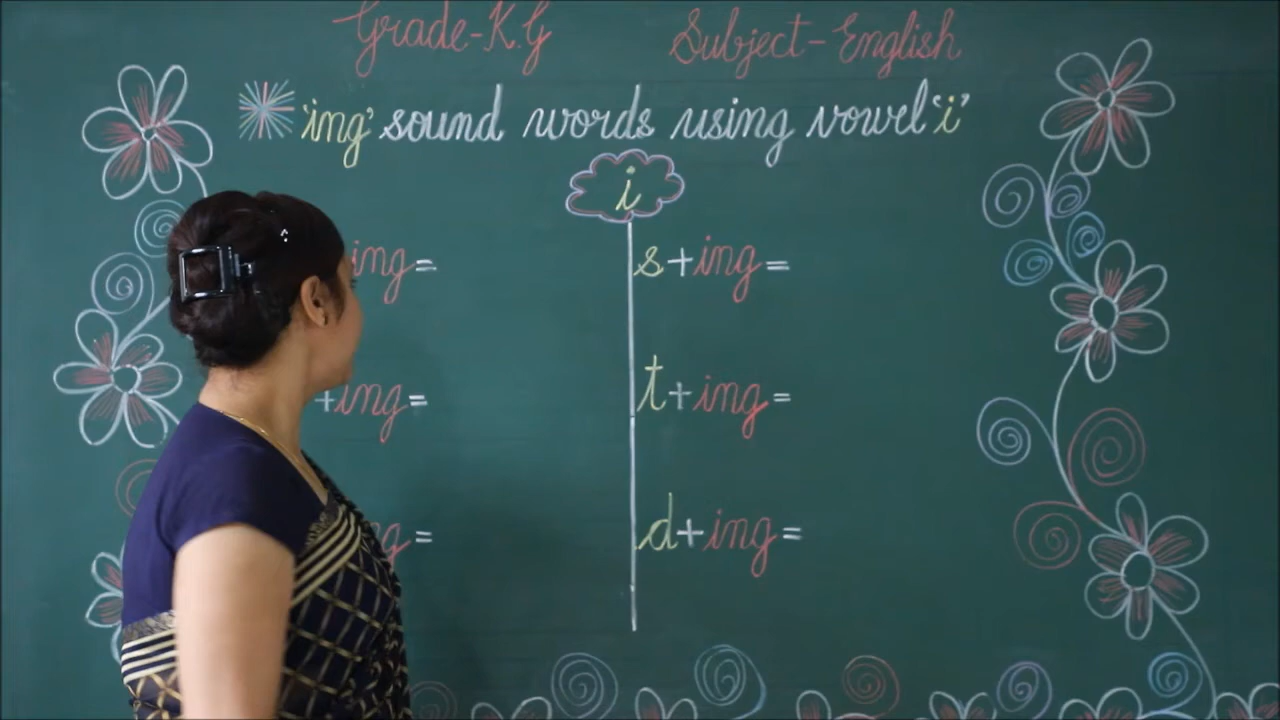 Grade-K.G Subject-English
'ing' sound words using vowel 'i'
i
ing= s+ing=
+ing= t+ing=
= d+ing=